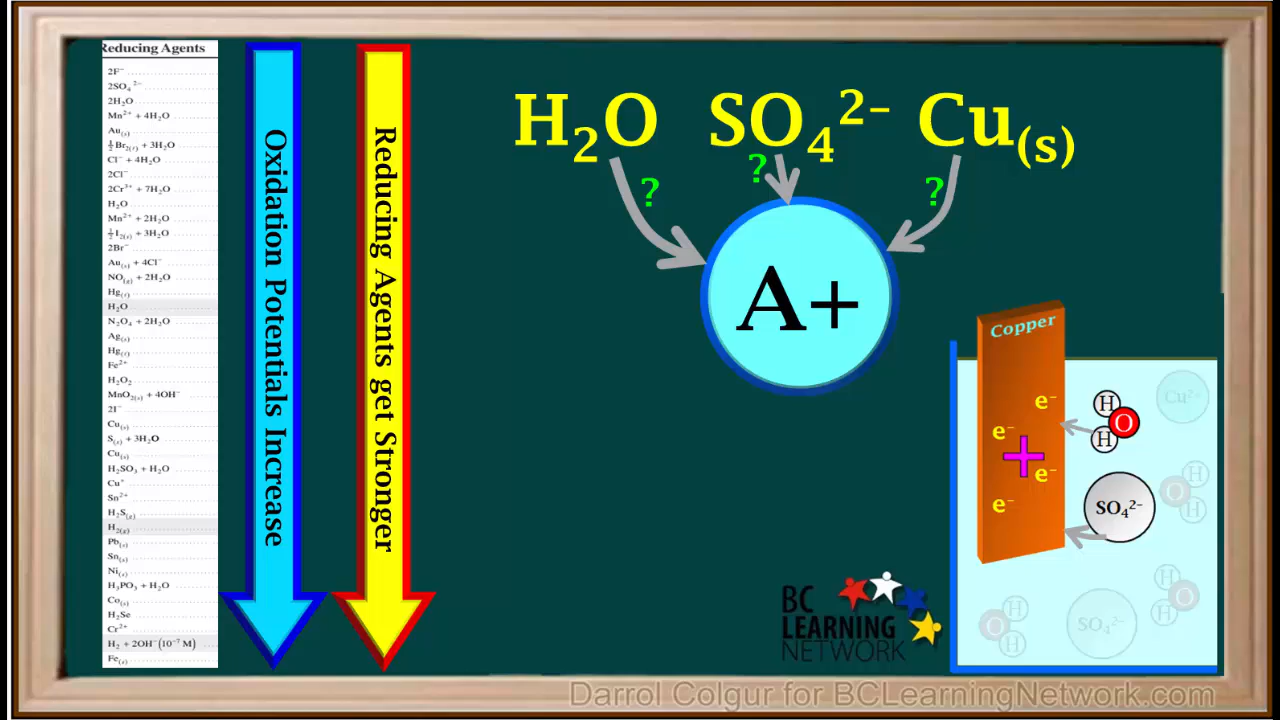 Reducing Agents
2F⁻
2SO₄²⁻
2H₂O
Mn²⁺ + 4H₂O
Au(s)
½Br₂(ℓ) + 3H₂O
Cl⁻ + 4H₂O
2Cl⁻
2Cr³⁺ + 7H₂O
H₂O
Mn²⁺ + 2H₂O
½I₂(s) + 3H₂O
2Br⁻
Au(s) + 4Cl⁻
NO(g) + 2H₂O
Hg(ℓ)
H₂O
N₂O₄ + 2H₂O
Ag(s)
Hg(ℓ)
Fe²⁺
H₂O₂
MnO₂(s) + 4OH⁻
2I⁻
Cu(s)
S(s) + 3H₂O
Cu(s)
H₂SO₃ + H₂O
Cu⁺
Sn²⁺
H₂S(g)
H₂(g)
Pb(s)
Sn(s)
Ni(s)
H₃PO₃ + H₂O
Co(s)
H₂Se
Cr²⁺
H₂ + 2OH⁻(10⁻⁷ M)
Fe(s)
Oxidation Potentials Increase
Reducing Agents get Stronger
H₂O SO₄²⁻ Cu(s)
? ? ?
A+
Copper
e⁻
e⁻
+
e⁻
e⁻
H
O
H
SO₄²⁻
Cu²⁺
H
O
H
H
O
H
SO₄²⁻
H
O
H
BC
LEARNING
NETWORK
Darrol Colgur for BCLearningNetwork.com